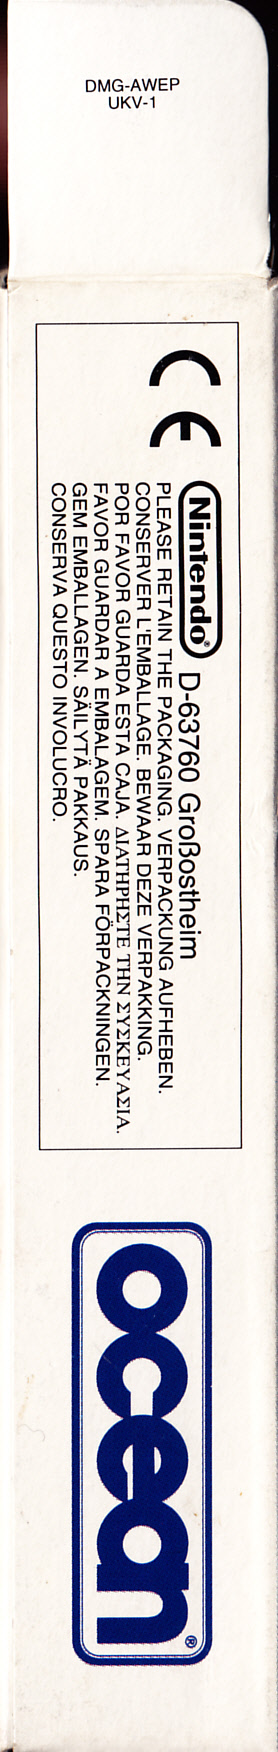 DMG-AWEP
UKV-1
CE
Nintendo® D-63760 Großostheim
PLEASE RETAIN THE PACKAGING. VERPACKUNG AUFHEBEN.
CONSERVER L'EMBALLAGE. BEWAAR DEZE VERPAKKING.
POR FAVOR GUARDA ESTA CAJA. ΔΙΑΤΗΡΗΣΤΕ ΤΗΝ ΣΥΣΚΕΥΑΣΙΑ.
FAVOR GUARDAR A EMBALAGEM. SPARA FÖRPACKNINGEN.
GEM EMBALLAGEN. SÄILYTÄ PAKKAUS.
CONSERVA QUESTO INVOLUCRO.
ocean®